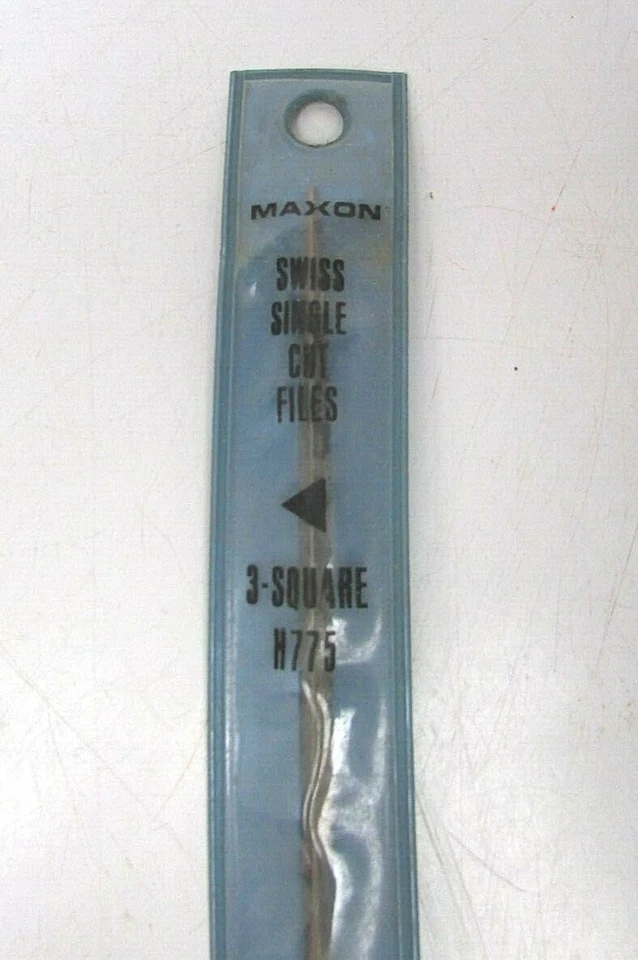 MAXON
SWISS
SINGLE
CUT
FILES
3-SQUARE
H775